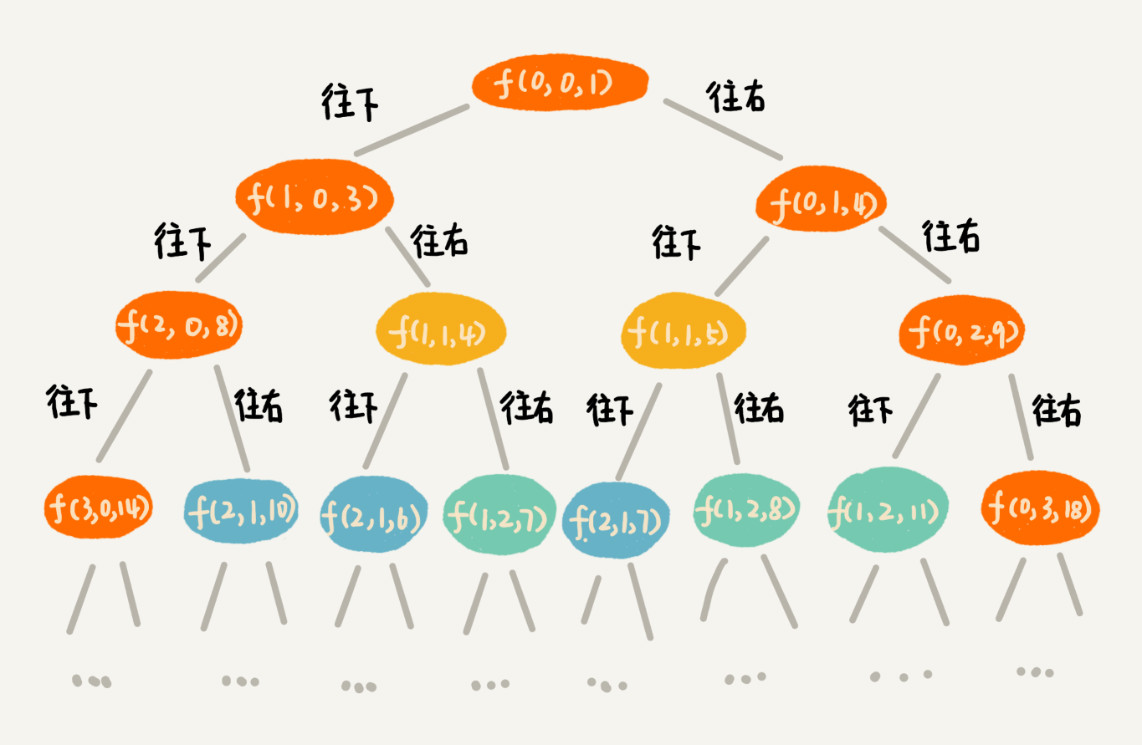 f(0,0,1)
往下
往右
f(1,0,3)
f(0,1,4)
往下
往右
往下
往右
f(2,0,8)
f(1,1,4)
f(1,1,5)
f(0,2,9)
往下
往右
往下
往右
往下
往右
往下
往右
f(3,0,14)
f(2,1,10)
f(2,1,6)
f(1,2,7)
f(2,1,7)
f(1,2,8)
f(1,2,11)
f(0,3,18)
... ... ... ... ... ... ... ...